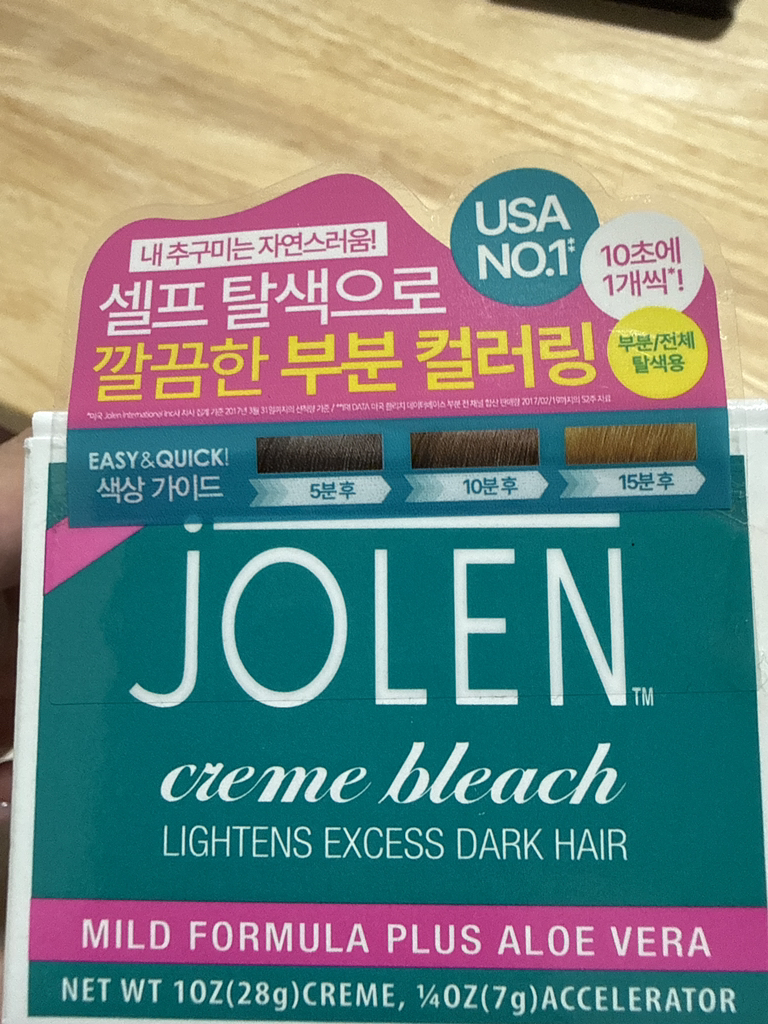 USA
NO.1‡
10초에
1개씩*!
내 추구미는 자연스러움!
셀프 탈색으로
깔끔한 부분 컬러링
부분/전체
탈색용
EASY&QUICK!
색상 가이드
5분 후
10분 후
15분 후
JOLEN™
creme bleach
LIGHTENS EXCESS DARK HAIR
MILD FORMULA PLUS ALOE VERA
NET WT 1OZ(28g)CREME, ¼OZ(7g)ACCELERATOR